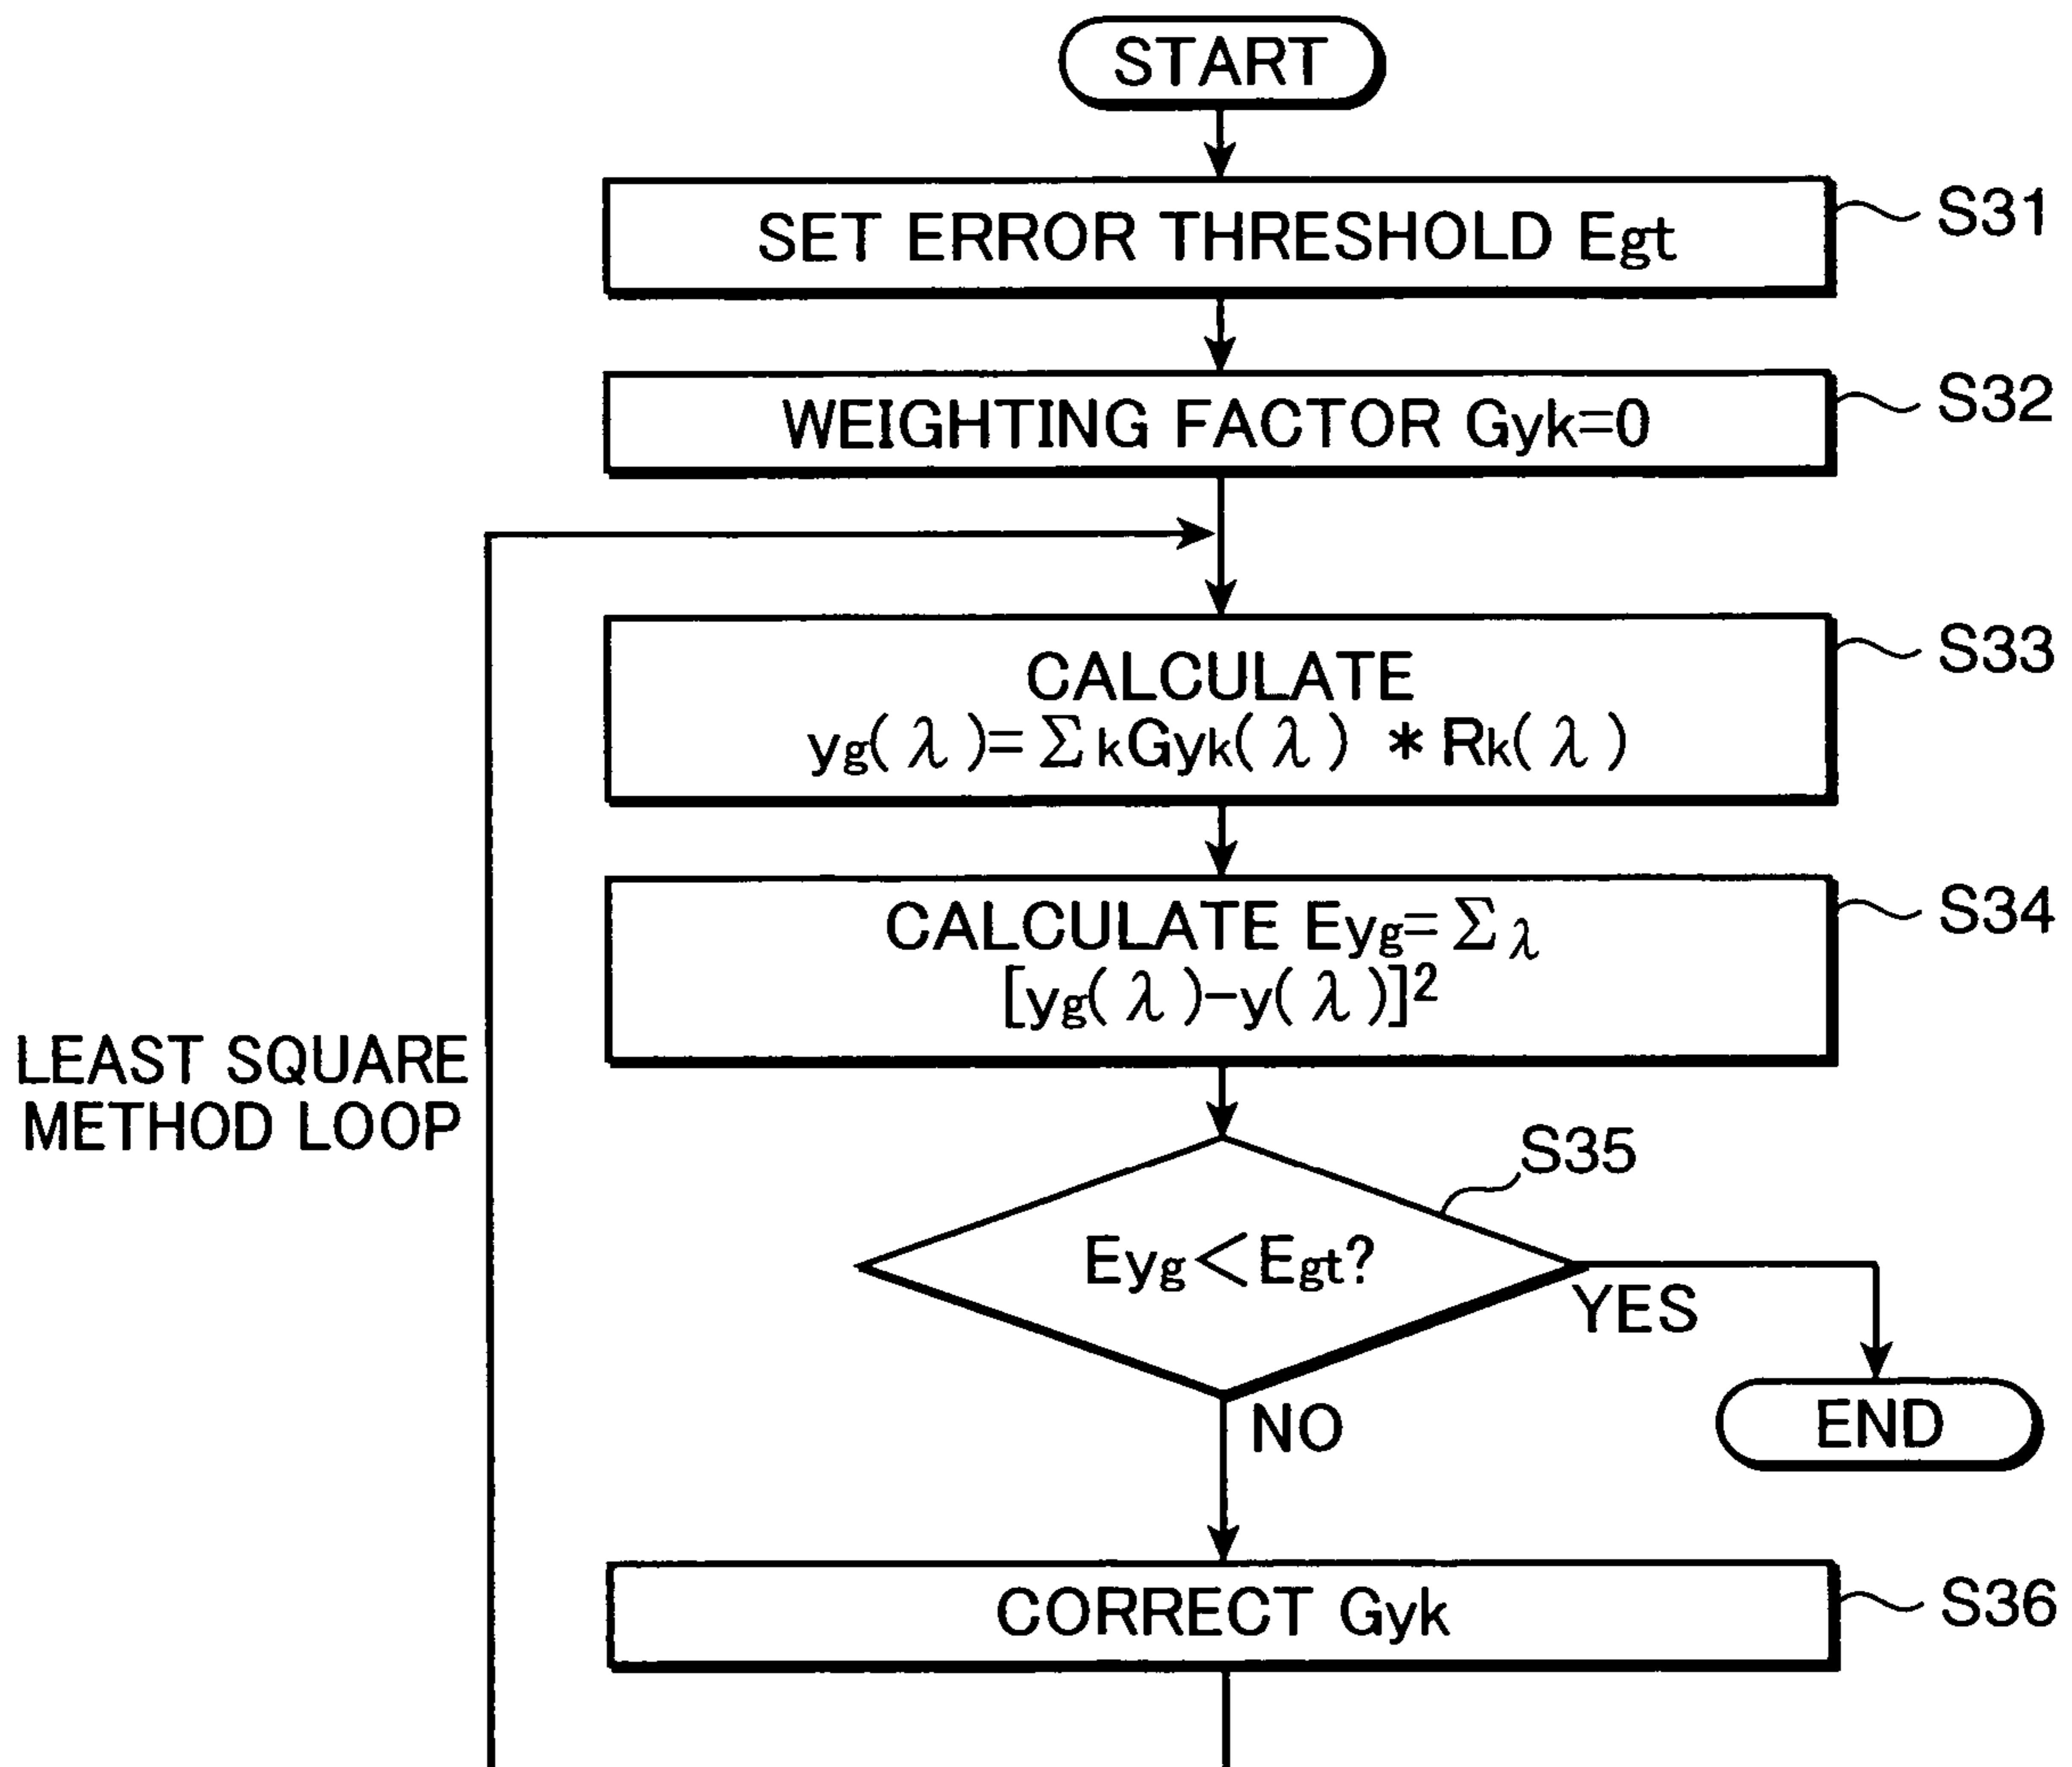 START
SET ERROR THRESHOLD Egt
S31
WEIGHTING FACTOR Gyk=0
S32
CALCULATE
yg(λ)=ΣkGyk(λ) *Rk(λ)
S33
CALCULATE Eyg=Σλ
[yg(λ)-y(λ)]²
S34
LEAST SQUARE
METHOD LOOP
S35
Eyg<Egt?
YES
END
NO
CORRECT Gyk
S36